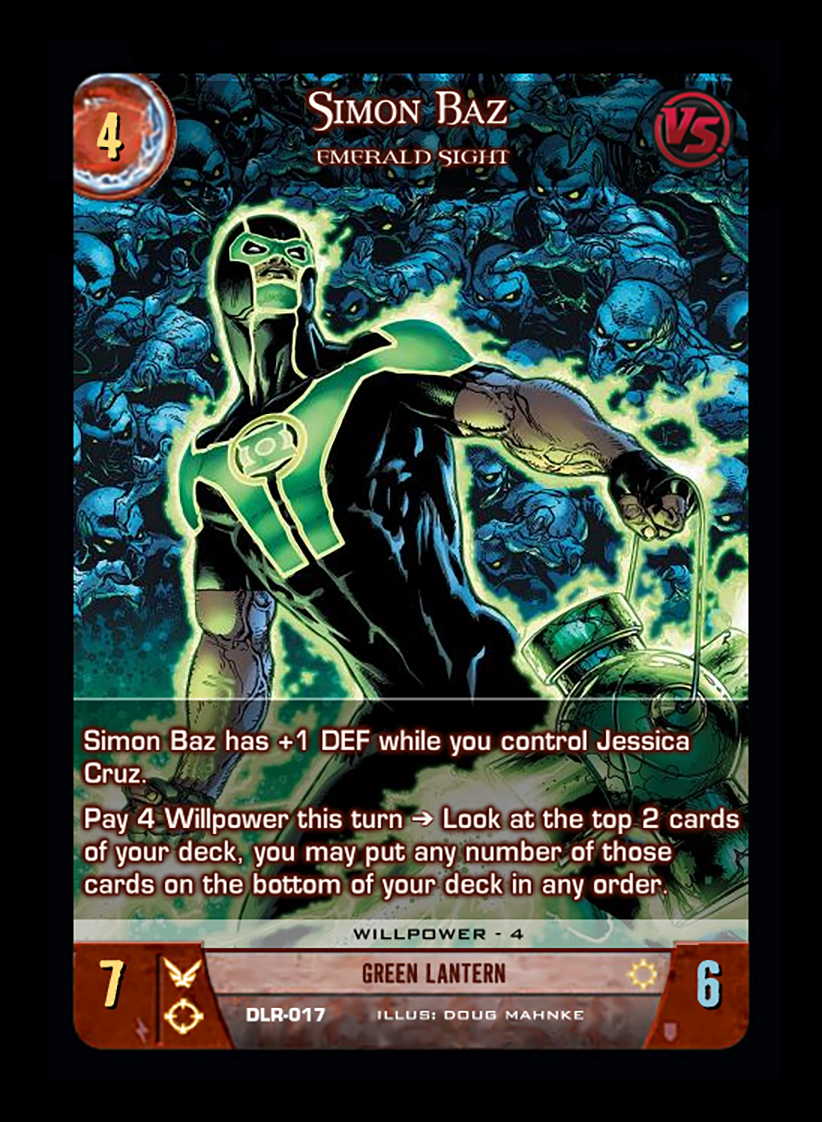 4
SIMON BAZ
VS.
EMERALD SIGHT
Simon Baz has +1 DEF while you control Jessica
Cruz.
Pay 4 Willpower this turn ➔ Look at the top 2 cards
of your deck, you may put any number of those
cards on the bottom of your deck in any order.
WILLPOWER - 4
7
GREEN LANTERN
6
DLR-017 ILLUS: DOUG MAHNKE